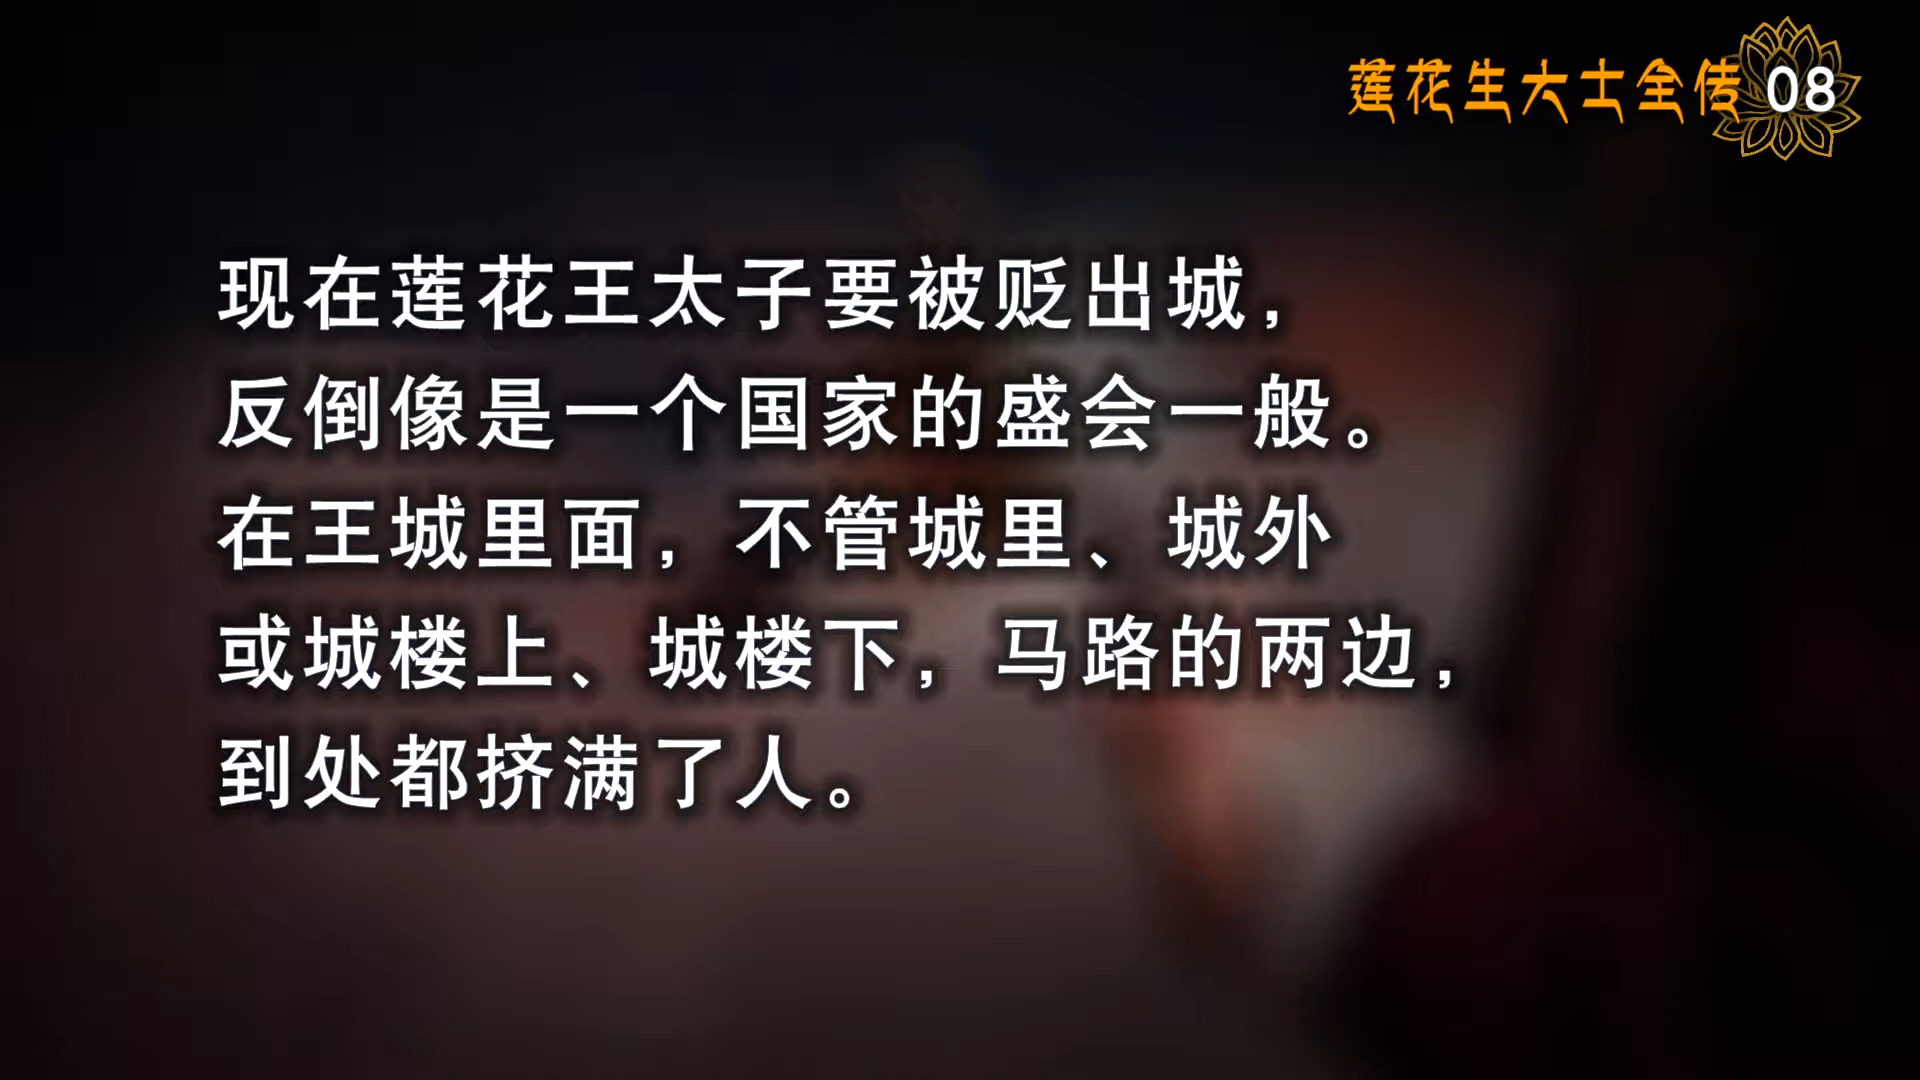 莲花生大士全传 08
现在莲花王太子要被贬出城，
反倒像是一个国家的盛会一般。
在王城里面，不管城里、城外
或城楼上、城楼下，马路的两边，
到处都挤满了人。